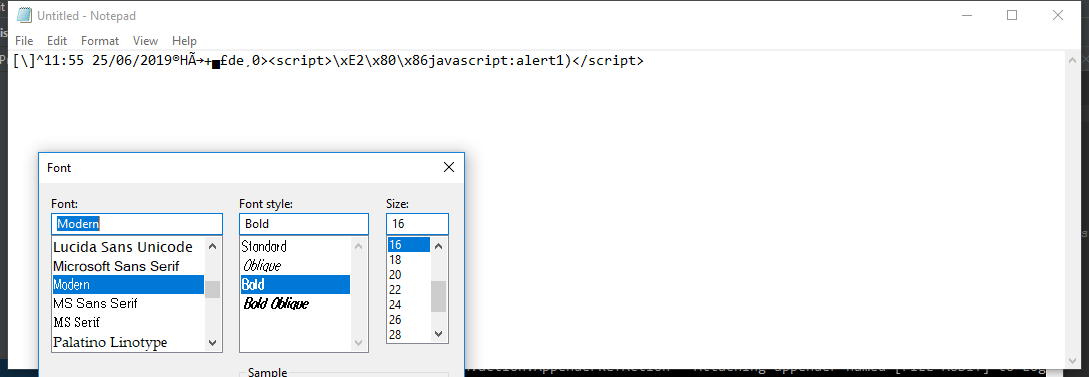 Untitled - Notepad
File Edit Format View Help
[\]^11:55 25/06/2019®HÃ→+▄£de¸0><script>\xE2\x80\x86javascript:alert1)</script>
Font
Font: Font style: Size:
Modern Bold 16
Lucida Sans Unicode Standard 16
Microsoft Sans Serif Oblique 18
Modern Bold 20
MS Sans Serif Bold Oblique 22
MS Serif 24
Palatino Linotype 26
28
Sample